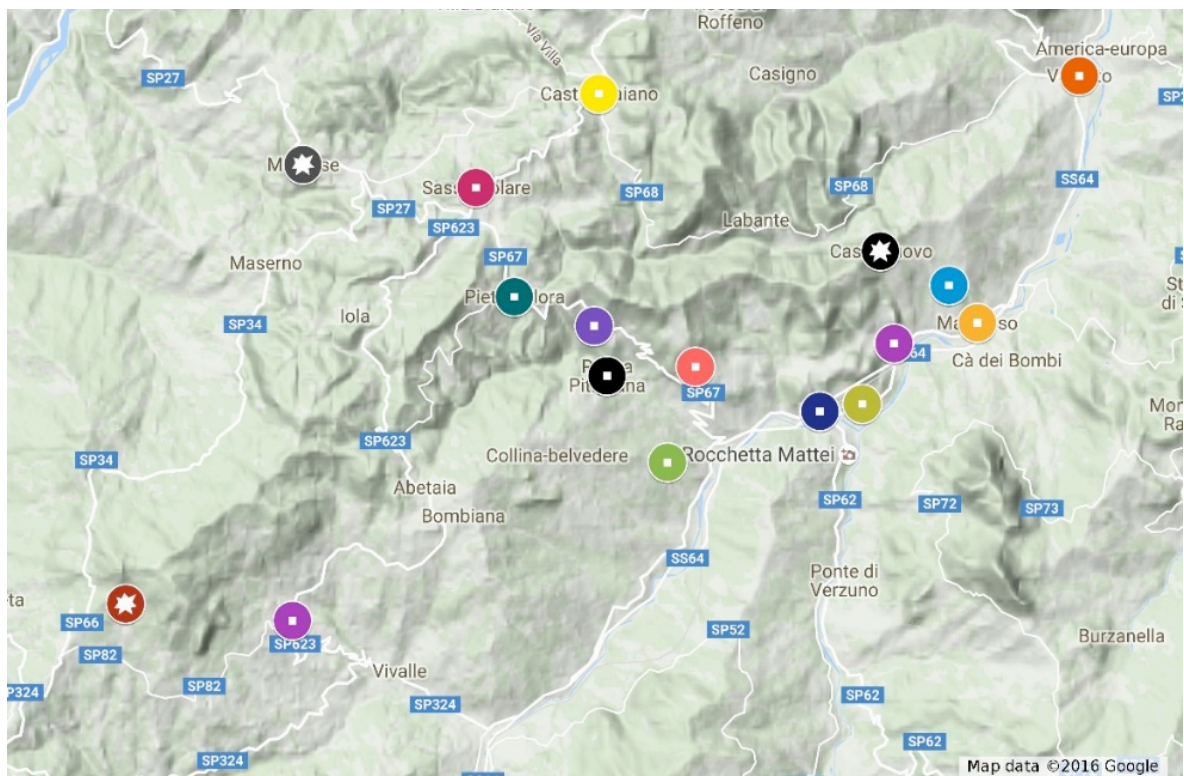 Roffeno
Via Villa
America-europa
SP27
Casigno
SP27
SS64
SP68
SP68
Labante
SP623
SP67
Maserno
Iola
SP34
Cà dei Bombi
SP67
SP623
Collina-belvedere
Rocchetta Mattei
SP34
Abetaia
Bombiana
SP62
SP72
SP73
SS64
Ponte di
Verzuno
SP66
SP52
Burzanella
SP623
SP82
Vivalle
SP82
SP324
SP324
SP62
SP62
SP324
Map data ©2016 Google